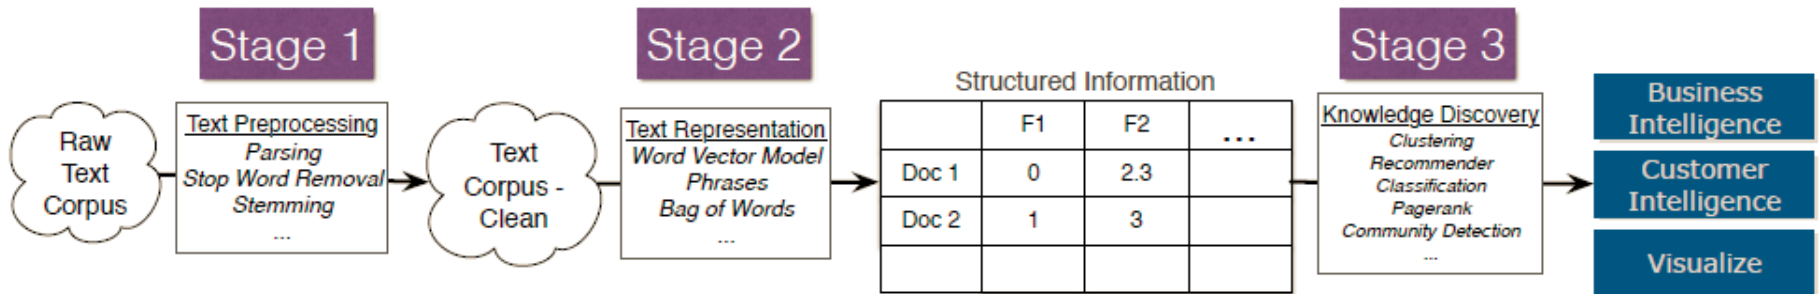 Stage 1
Stage 2
Stage 3
Raw
Text
Corpus
Text Preprocessing
Parsing
Stop Word Removal
Stemming
...
Text
Corpus -
Clean
Text Representation
Word Vector Model
Phrases
Bag of Words
...
Structured Information
F1 F2 ...
Doc 1 0 2.3
Doc 2 1 3
Knowledge Discovery
Clustering
Recommender
Classification
Pagerank
Community Detection
...
Business
Intelligence
Customer
Intelligence
Visualize